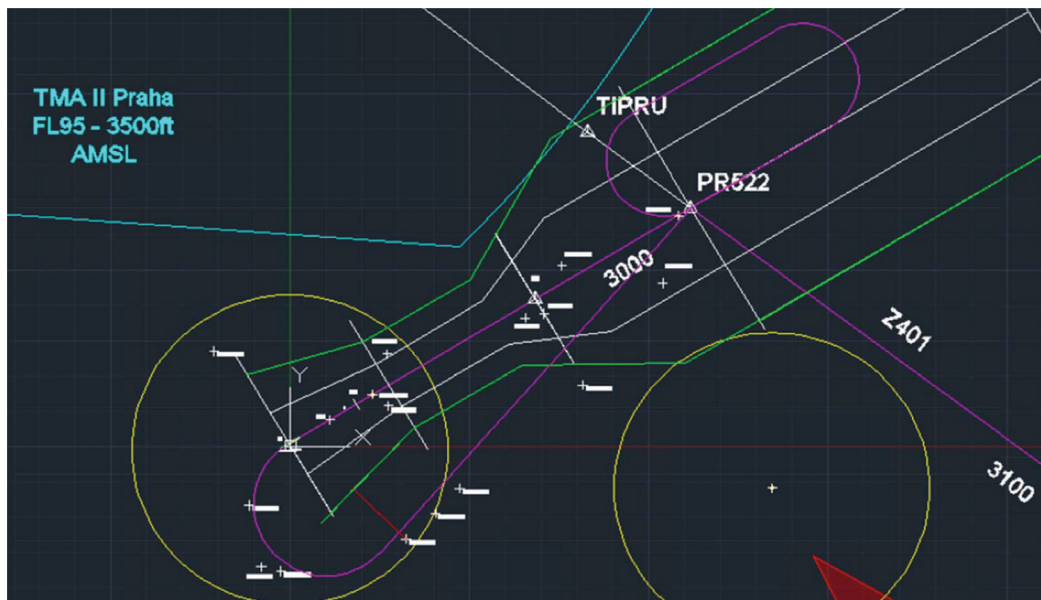 TMA II Praha
FL95 - 3500ft
AMSL
TIPRU
PR522
3000
Z401
3100
Y
X